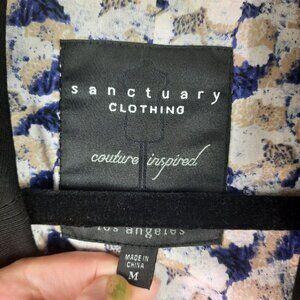 sanctuary
CLOTHING
couture inspired
los angeles
MADE IN
CHINA
M